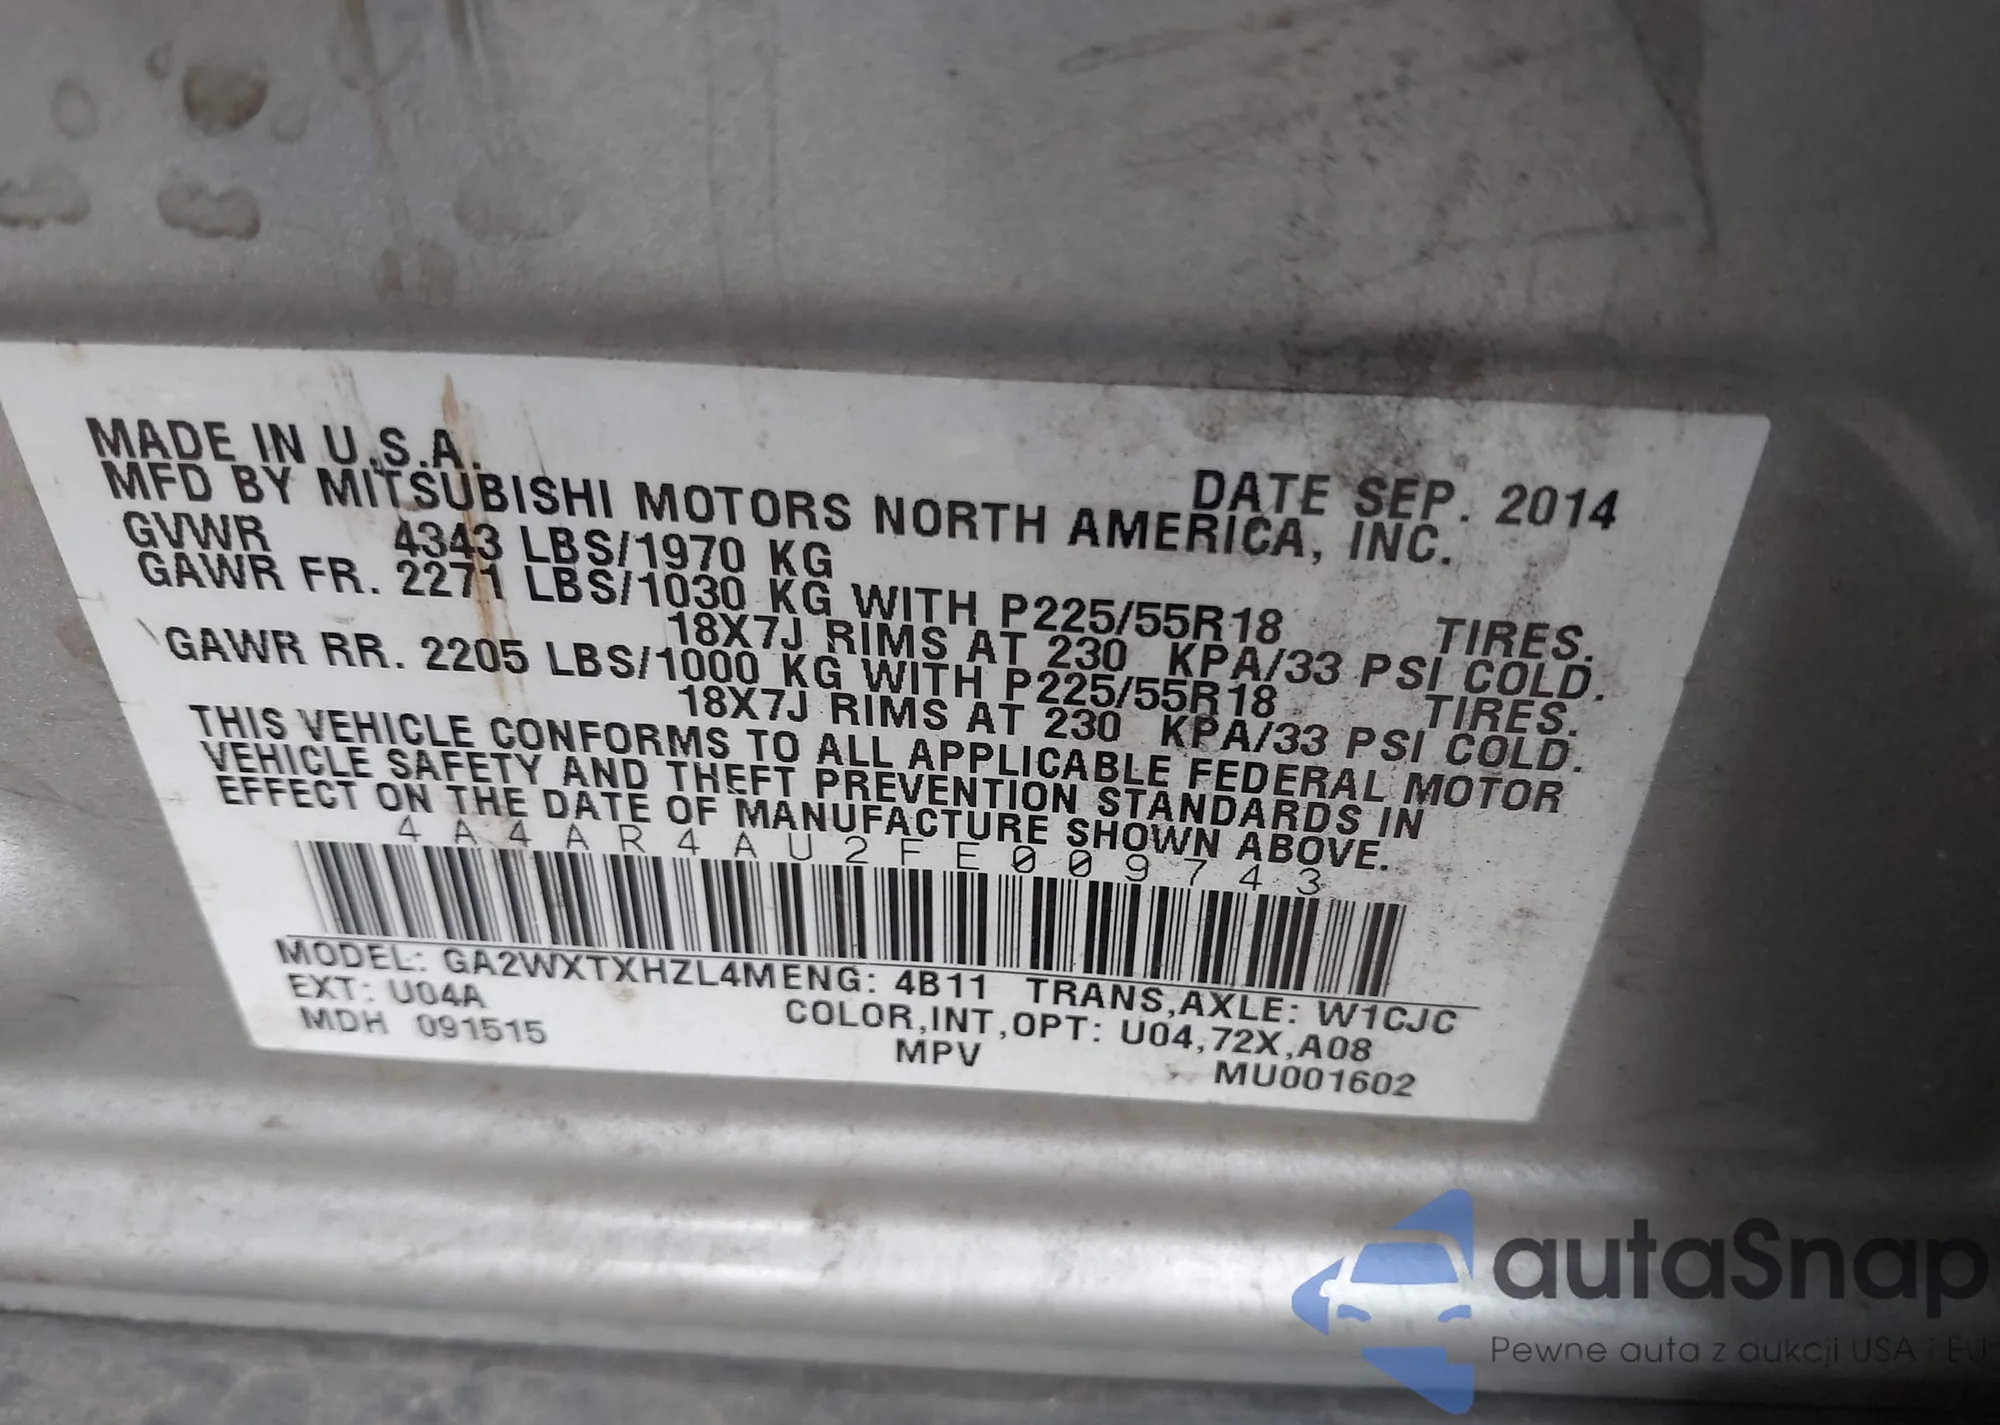 MADE IN U.S.A. DATE SEP. 2014
MFD BY MITSUBISHI MOTORS NORTH AMERICA, INC.
GVWR 4343 LBS/1970 KG
GAWR FR. 2271 LBS/1030 KG WITH P225/55R18 TIRES.
18X7J RIMS AT 230 KPA/33 PSI COLD.
GAWR RR. 2205 LBS/1000 KG WITH P225/55R18 TIRES.
18X7J RIMS AT 230 KPA/33 PSI COLD.
THIS VEHICLE CONFORMS TO ALL APPLICABLE FEDERAL MOTOR
VEHICLE SAFETY AND THEFT PREVENTION STANDARDS IN
EFFECT ON THE DATE OF MANUFACTURE SHOWN ABOVE.
4A4AR4AU2FE009743
MODEL: GA2WXTXHZL4MENG: 4B11 TRANS,AXLE: W1CJC
EXT: U04A COLOR,INT,OPT: U04,72X,A08
MDH 091515 MPV MU001602
autaSnap
Pewne auta z aukcji USA i EU